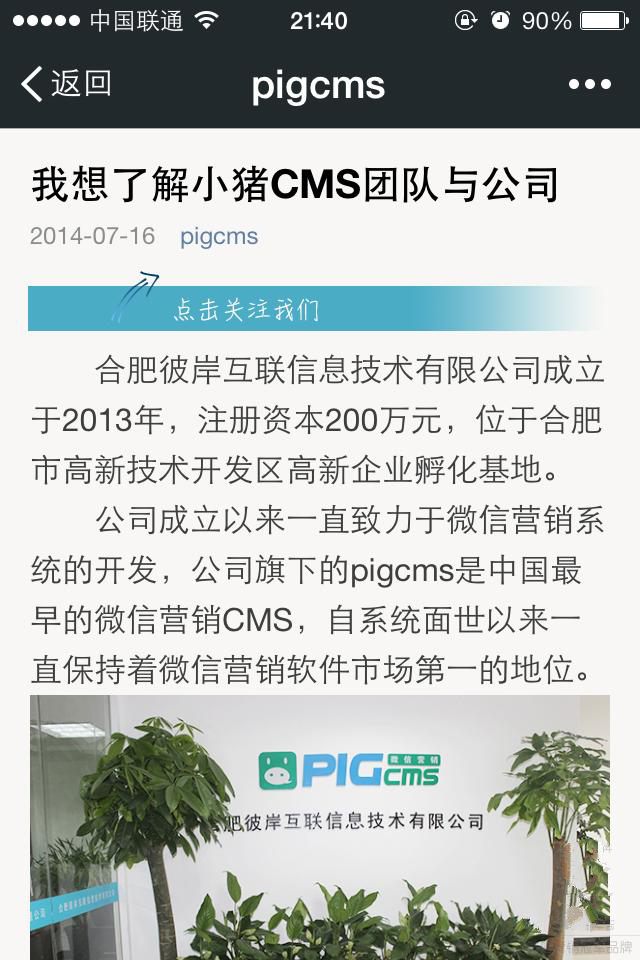 中国联通 21:40 90%
返回 pigcms
我想了解小猪CMS团队与公司
2014-07-16 pigcms
点击关注我们
合肥彼岸互联信息技术有限公司成立
于2013年，注册资本200万元，位于合肥
市高新技术开发区高新企业孵化基地。
公司成立以来一直致力于微信营销系
统的开发，公司旗下的pigcms是中国最
早的微信营销CMS，自系统面世以来一
直保持着微信营销软件市场第一的地位。
PIGcms 微信营销
肥彼岸互联信息技术有限公司